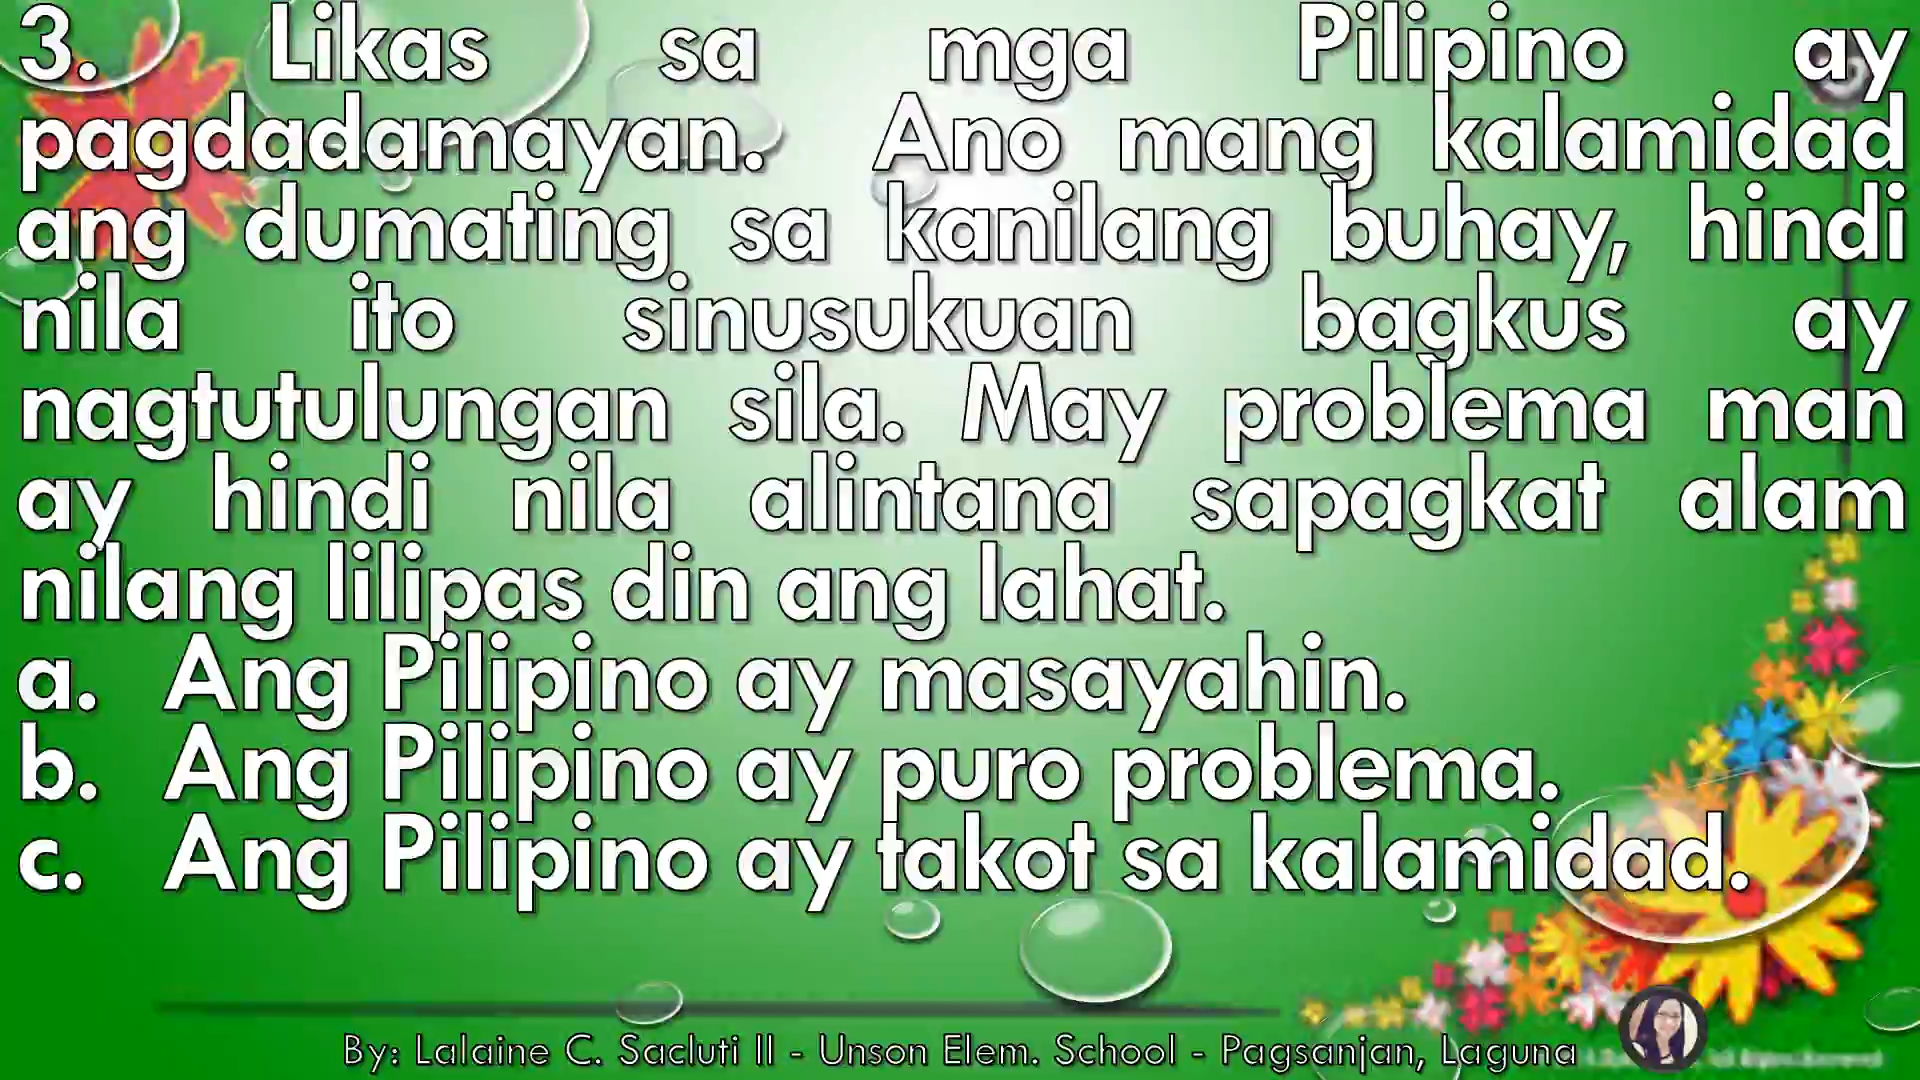 3. Likas sa mga Pilipino ay
pagdadamayan. Ano mang kalamidad
ang dumating sa kanilang buhay, hindi
nila ito sinusukuan bagkus ay
nagtutulungan sila. May problema man
ay hindi nila alintana sapagkat alam
nilang lilipas din ang lahat.
a. Ang Pilipino ay masayahin.
b. Ang Pilipino ay puro problema.
c. Ang Pilipino ay takot sa kalamidad.
By: Lalaine C. Sacluti II - Unson Elem. School - Pagsanjan, Laguna